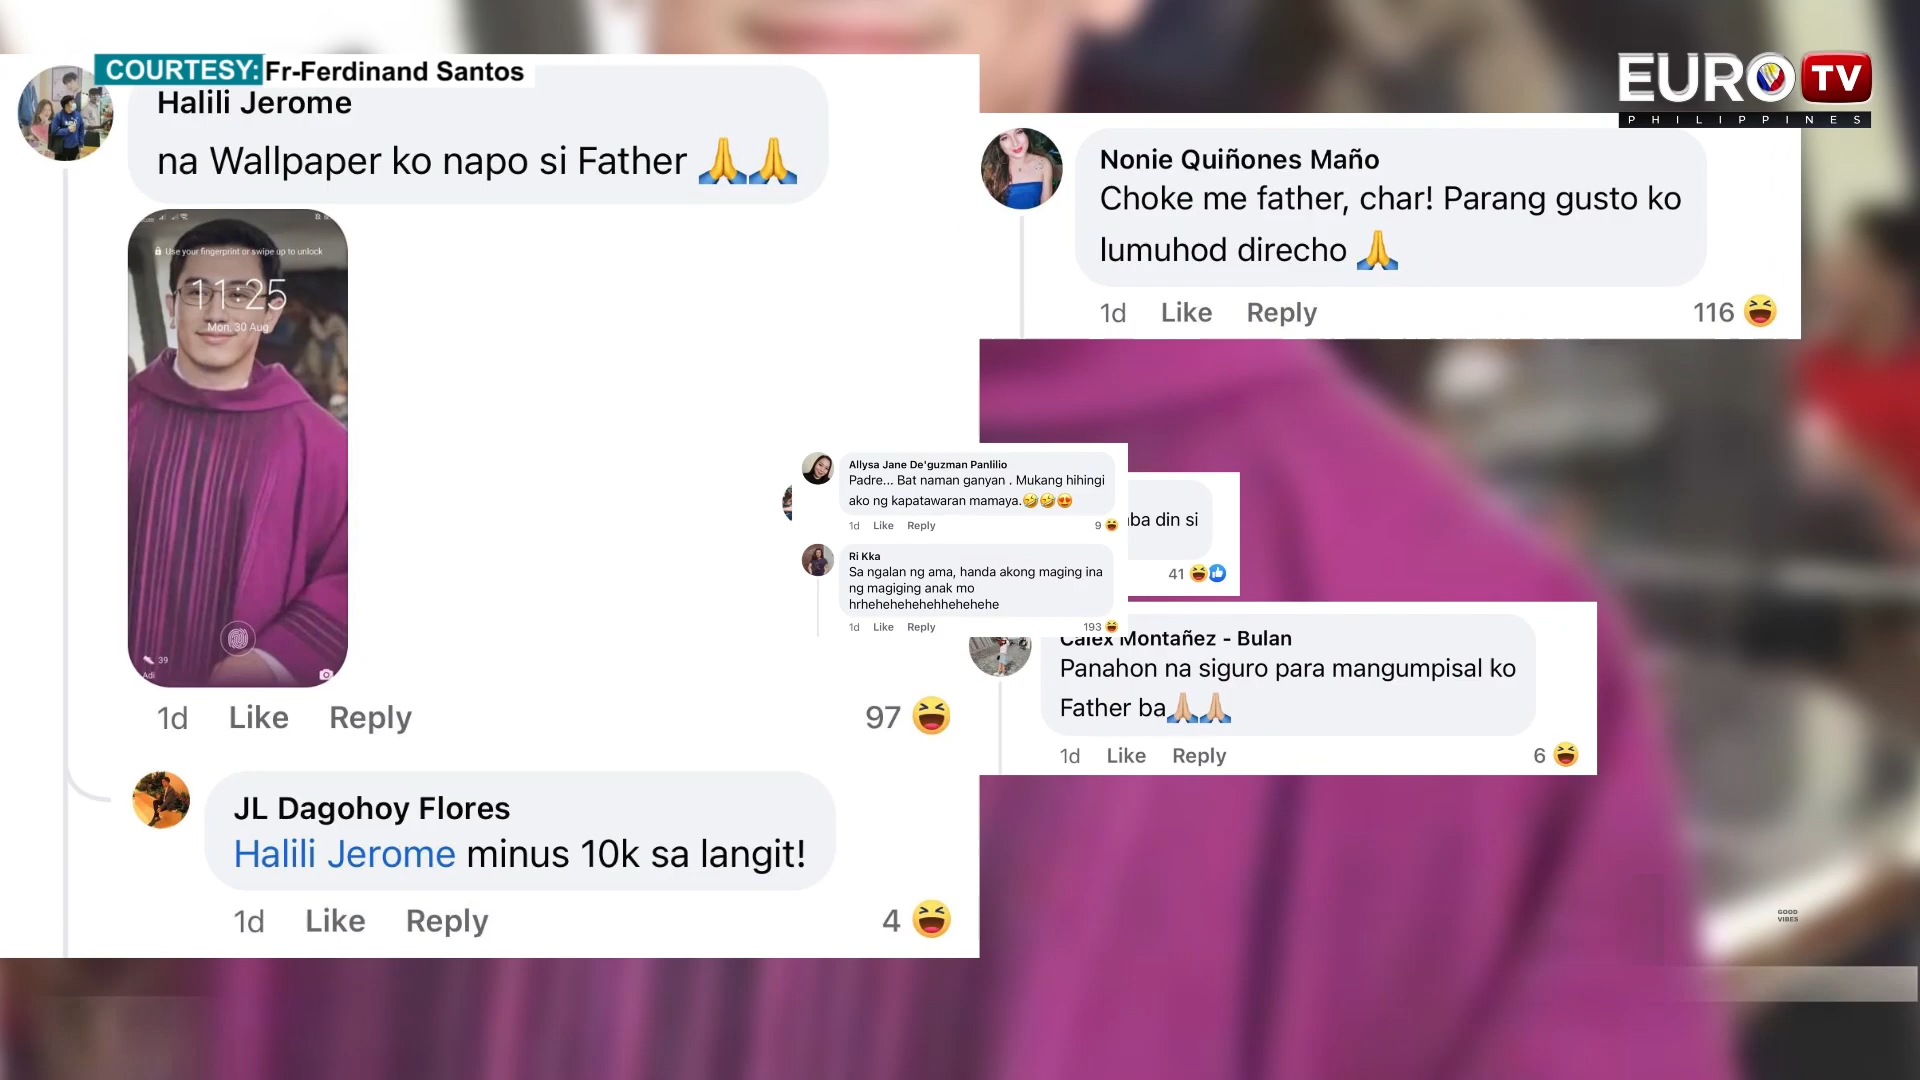 COURTESY: Fr-Ferdinand Santos
EURO TV
PHILIPPINES
Halili Jerome
na Wallpaper ko napo si Father 🙏🙏
Use your fingerprint or swipe up to unlock
11:25
Mon, 30 Aug
39
Adi
1d Like Reply 97
JL Dagohoy Flores
Halili Jerome minus 10k sa langit!
1d Like Reply 4
Nonie Quiñones Maño
Choke me father, char! Parang gusto ko
lumuhod direcho 🙏
1d Like Reply 116
Allysa Jane De'guzman Panlilio
Padre... Bat naman ganyan . Mukang hihingi
ako ng kapatawaran mamaya.🤣🤣😍
1d Like Reply 9
Ri Kka
Sa ngalan ng ama, handa akong maging ina
ng magiging anak mo
hrhehehehehhehehehe
1d Like Reply 193
din si
41
Calex Montañez - Bulan
Panahon na siguro para mangumpisal ko
Father ba🙏🏼🙏🏼
1d Like Reply 6
GOOD
VIBES